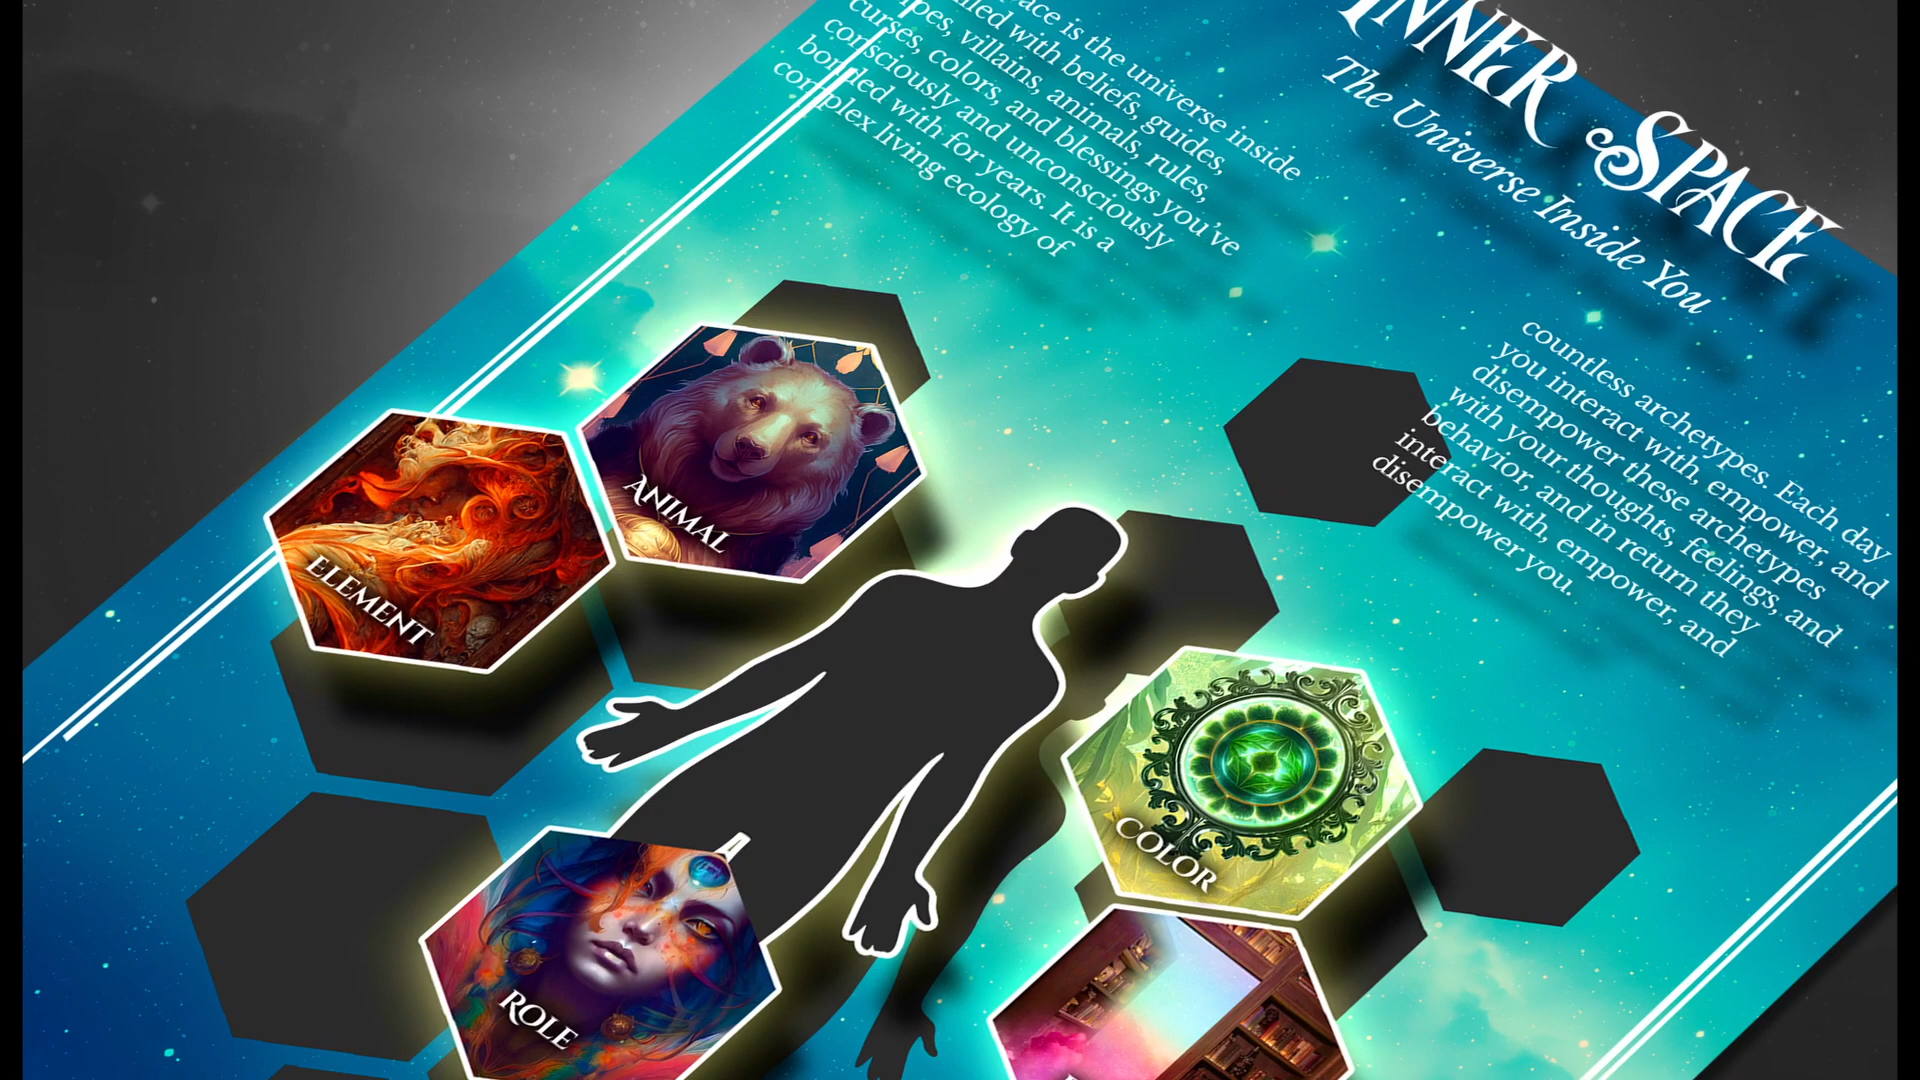 INNER SPACE
The Universe Inside You
is the universe inside
with beliefs, guides,
villains, animals, rules,
curses, colors, and blessings you've
consciously and unconsciously
bonded with for years. It is a
complex living ecology of
countless archetypes. Each day
you interact with, empower, and
disempower these archetypes
with your thoughts, feelings, and
behavior, and in return they
interact with, empower, and
disempower you.
ANIMAL
ELEMENT
COLOR
ROLE